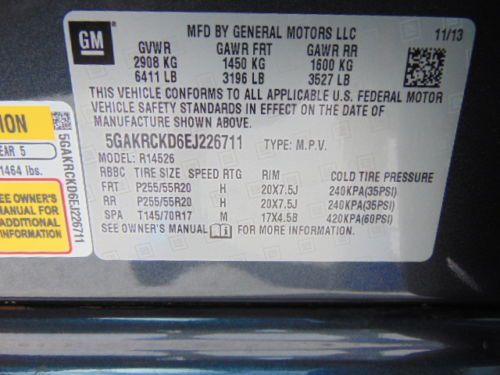 GM
MFD BY GENERAL MOTORS LLC
11/13
GVWR GAWR FRT GAWR RR
2908 KG 1450 KG 1600 KG
6411 LB 3196 LB 3527 LB
THIS VEHICLE CONFORMS TO ALL APPLICABLE U.S. FEDERAL MOTOR
VEHICLE SAFETY STANDARDS IN EFFECT ON THE DATE OF
MANUFACTURE SHOWN ABOVE.
5GAKRCKD6EJ226711 TYPE: M.P.V.
MODEL: R14526
RBBC TIRE SIZE SPEED RTG RIM COLD TIRE PRESSURE
FRT P255/55R20 H 20X7.5J 240KPA(35PSI)
RR P255/55R20 H 20X7.5J 240KPA(35PSI)
SPA T145/70R17 M 17X4.5B 420KPA(60PSI)
SEE OWNER'S MANUAL FOR MORE INFORMATION.
ION
EAR 5
1464 lbs.
EE OWNER'S
MANUAL FOR
ADDITIONAL
INFORMATION
5GAKRCKD6EJ226711